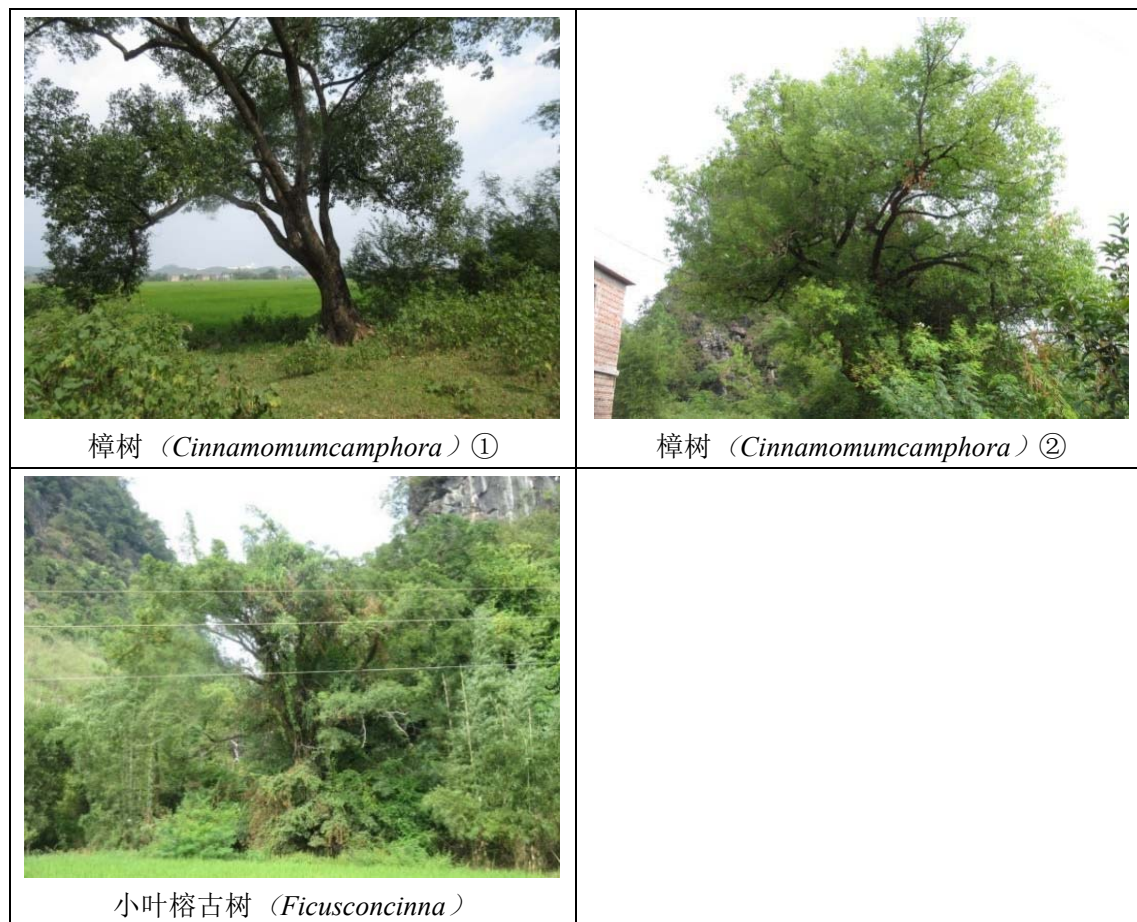 樟树（Cinnamomumcamphora）①
樟树（Cinnamomumcamphora）②
小叶榕古树（Ficusconcinna）